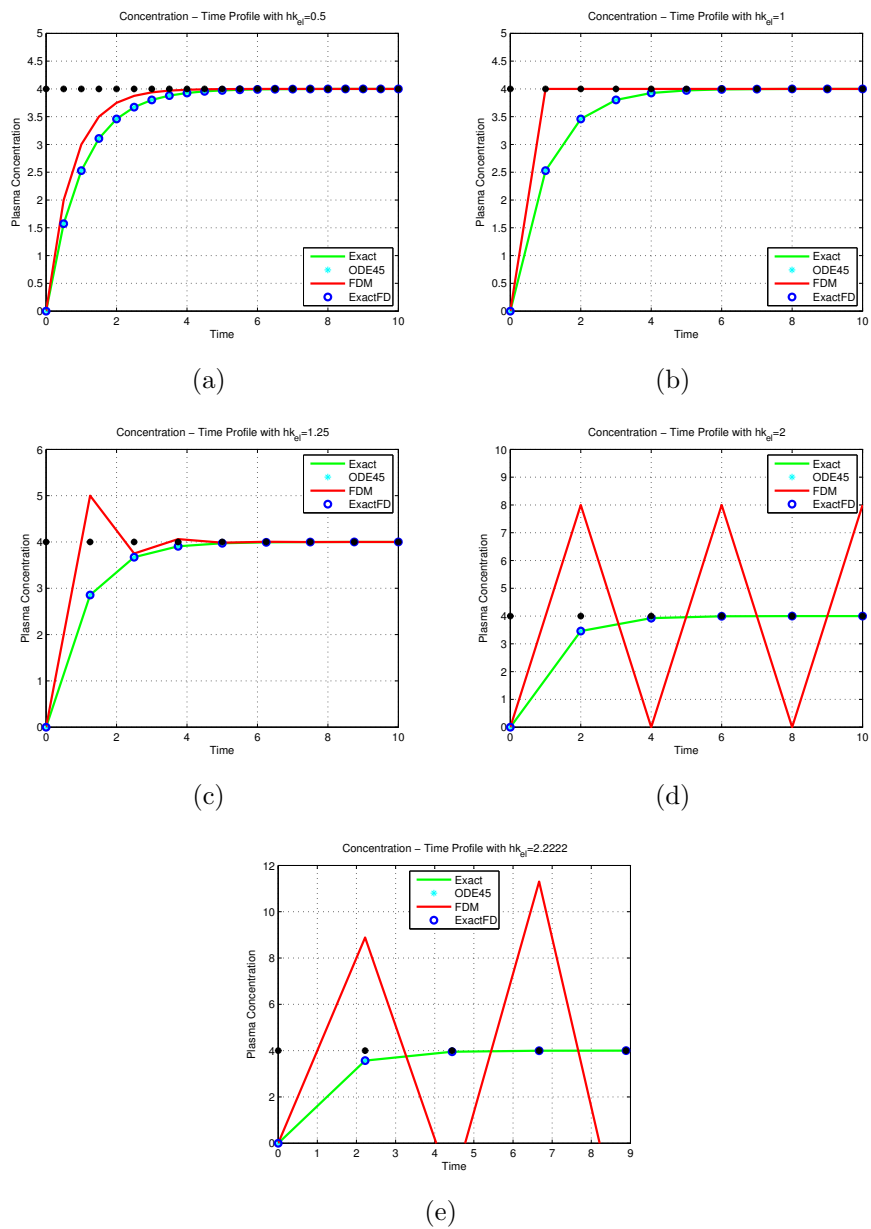 Concentration – Time Profile with hk_el=0.5
5
4.5
4
3.5
3
2.5
2
1.5
1
0.5
0
Plasma Concentration
Exact
ODE45
FDM
ExactFD
0 2 4 6 8 10
Time
(a)
Concentration – Time Profile with hk_el=1
5
4.5
4
3.5
3
2.5
2
1.5
1
0.5
0
Plasma Concentration
Exact
ODE45
FDM
ExactFD
0 2 4 6 8 10
Time
(b)
Concentration – Time Profile with hk_el=1.25
6
5
4
3
2
1
0
Plasma Concentration
Exact
ODE45
FDM
ExactFD
0 2 4 6 8 10
Time
(c)
Concentration – Time Profile with hk_el=2
10
9
8
7
6
5
4
3
2
1
0
Plasma Concentration
Exact
ODE45
FDM
ExactFD
0 2 4 6 8 10
Time
(d)
Concentration – Time Profile with hk_el=2.2222
12
10
8
6
4
2
0
Plasma Concentration
Exact
ODE45
FDM
ExactFD
0 1 2 3 4 5 6 7 8 9
Time
(e)